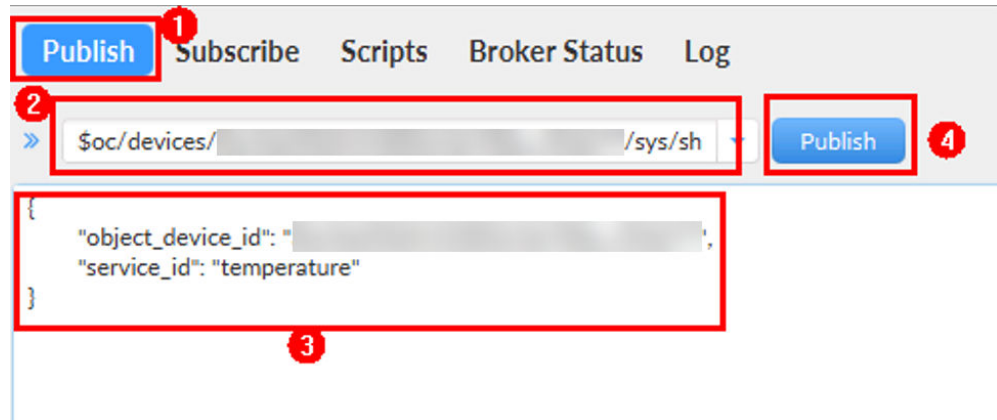 1
Publish Subscribe Scripts Broker Status Log
2
$oc/devices/ /sys/sh Publish 4
{
"object_device_id": " ",
"service_id": "temperature"
}
3